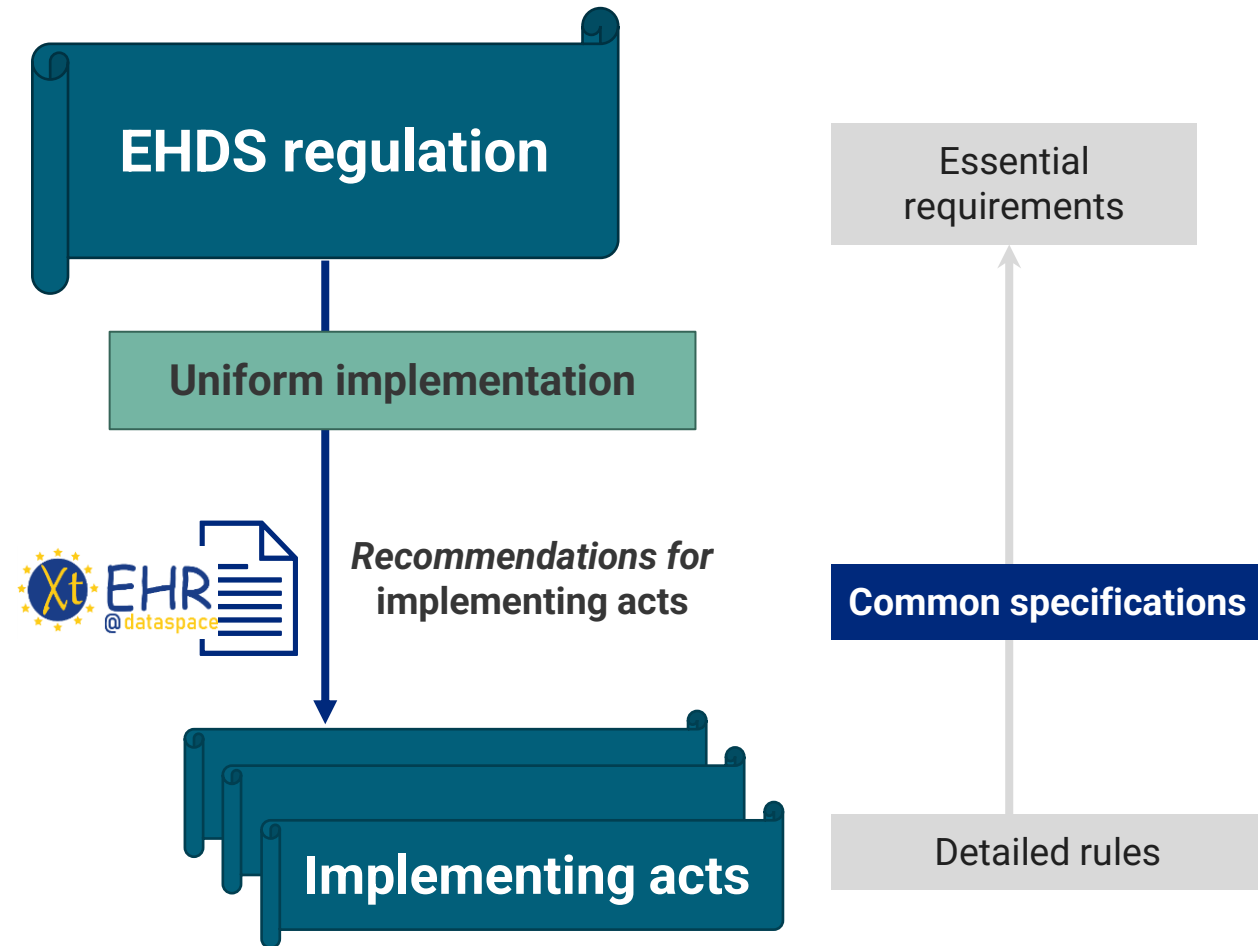 EHDS regulation
Essential
requirements
Uniform implementation
Xt
EHR
@dataspace
Recommendations for
implementing acts
Common specifications
Implementing acts
Detailed rules